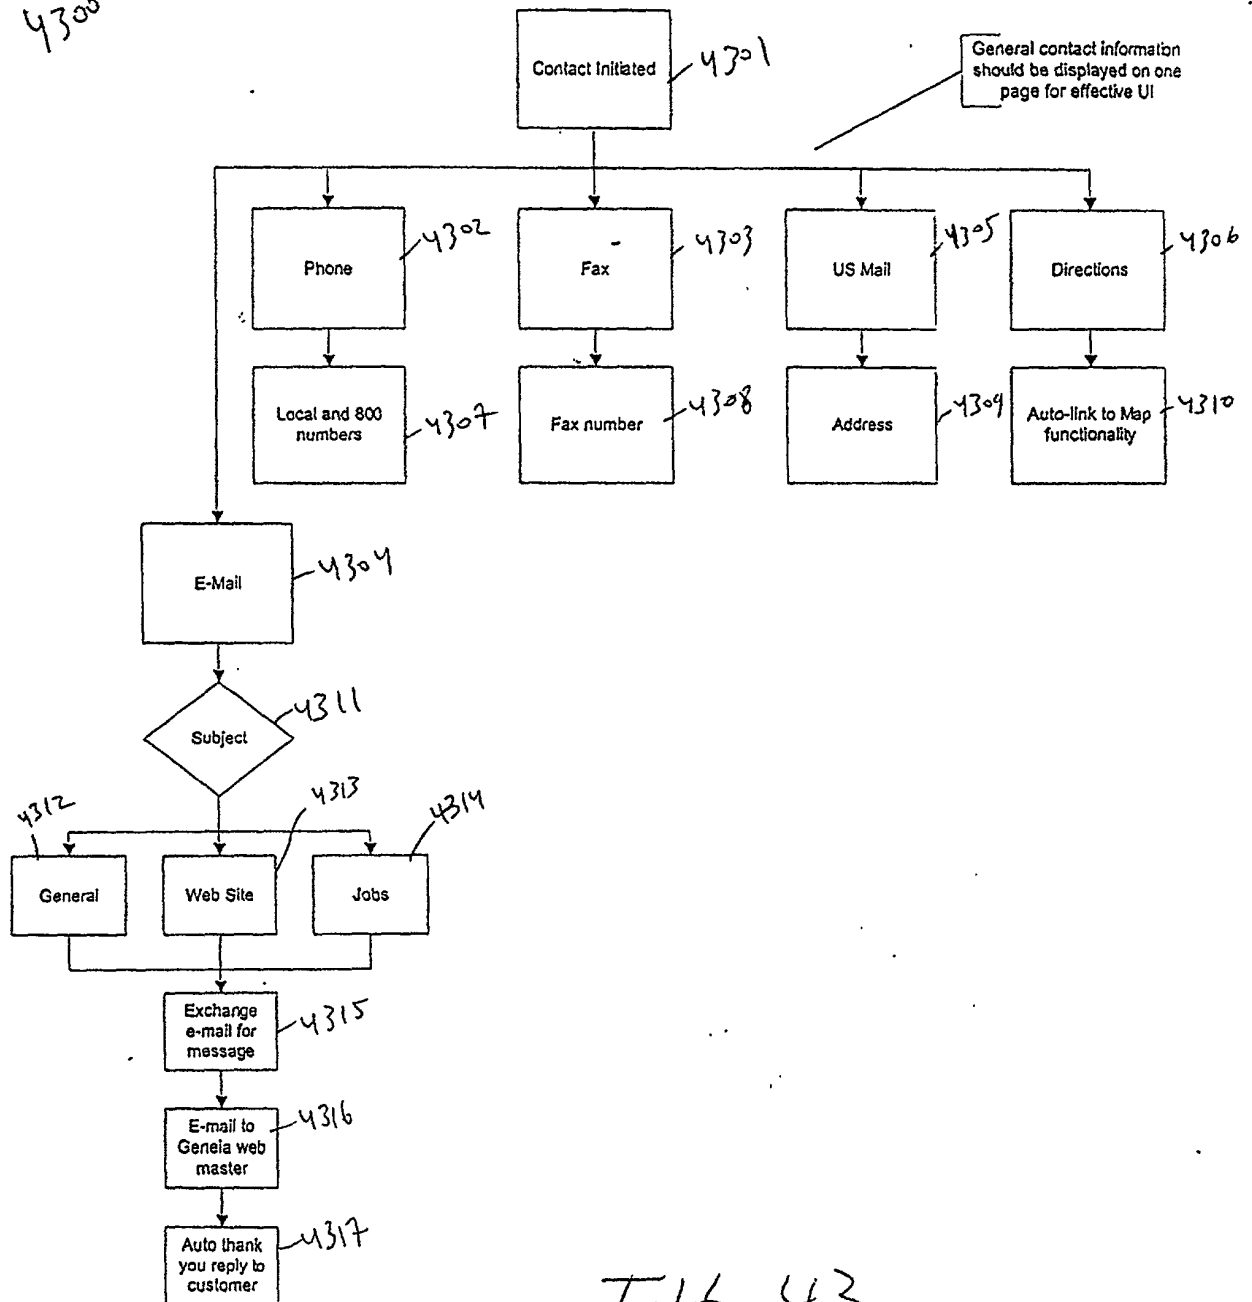 4300
Contact Initiated
4301
General contact information
should be displayed on one
page for effective UI
Phone
4302
Fax
4303
US Mail
4305
Directions
4306
Local and 800
numbers
4307
Fax number
4308
Address
4309
Auto-link to Map
functionality
4310
E-Mail
4304
Subject
4311
4312
4313
4314
General
Web Site
Jobs
Exchange
e-mail for
message
4315
E-mail to
Geneia web
master
4316
Auto thank
you reply to
customer
4317